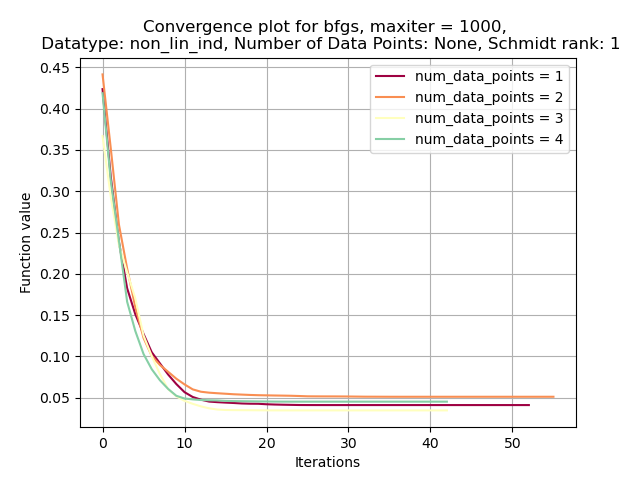 Convergence plot for bfgs, maxiter = 1000,
Datatype: non_lin_ind, Number of Data Points: None, Schmidt rank: 1
num_data_points = 1
num_data_points = 2
num_data_points = 3
num_data_points = 4
0.45
0.40
0.35
0.30
0.25
0.20
0.15
0.10
0.05
Function value
0 10 20 30 40 50
Iterations